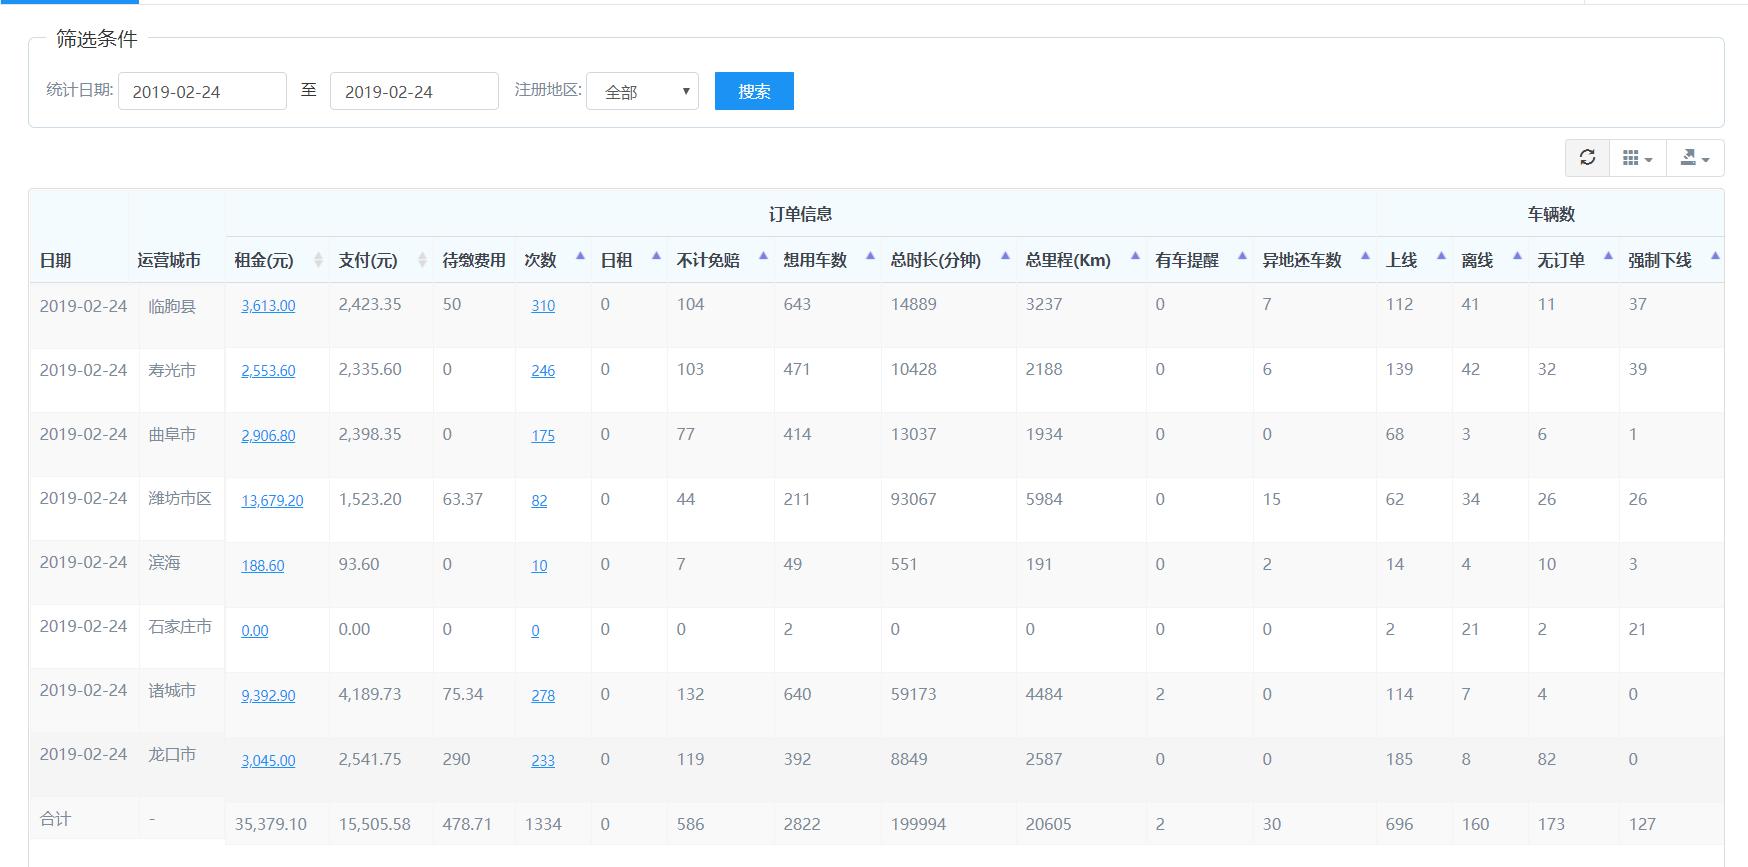 筛选条件
统计日期: 2019-02-24 至 2019-02-24 注册地区: 全部 搜索
订单信息 车辆数
日期 运营城市 租金(元) 支付(元) 待缴费用 次数 日租 不计免赔 想用车数 总时长(分钟) 总里程(Km) 有车提醒 异地还车数 上线 离线 无订单 强制下线
2019-02-24 临朐县 3,613.00 2,423.35 50 310 0 104 643 14889 3237 0 7 112 41 11 37
2019-02-24 寿光市 2,553.60 2,335.60 0 246 0 103 471 10428 2188 0 6 139 42 32 39
2019-02-24 曲阜市 2,906.80 2,398.35 0 175 0 77 414 13037 1934 0 0 68 3 6 1
2019-02-24 潍坊市区 13,679.20 1,523.20 63.37 82 0 44 211 93067 5984 0 15 62 34 26 26
2019-02-24 滨海 188.60 93.60 0 10 0 7 49 551 191 0 2 14 4 10 3
2019-02-24 石家庄市 0.00 0.00 0 0 0 0 2 0 0 0 0 2 21 2 21
2019-02-24 诸城市 9,392.90 4,189.73 75.34 278 0 132 640 59173 4484 2 0 114 7 4 0
2019-02-24 龙口市 3,045.00 2,541.75 290 233 0 119 392 8849 2587 0 0 185 8 82 0
合计 - 35,379.10 15,505.58 478.71 1334 0 586 2822 199994 20605 2 30 696 160 173 127